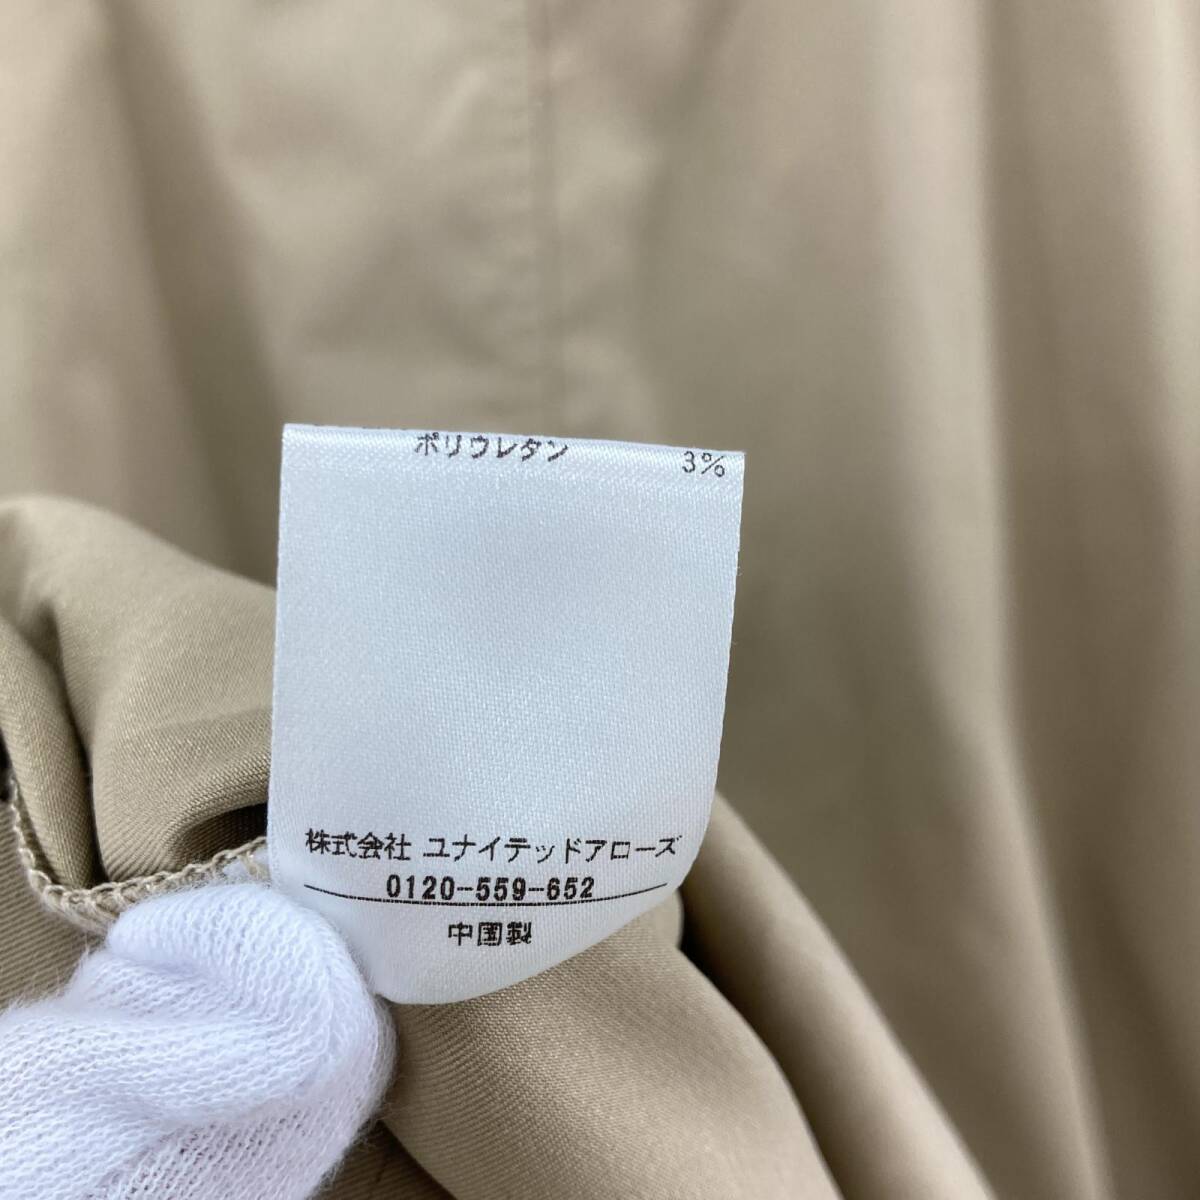 ポリウレタン 3%
株式会社 ユナイテッドアローズ
0120-559-652
中国製